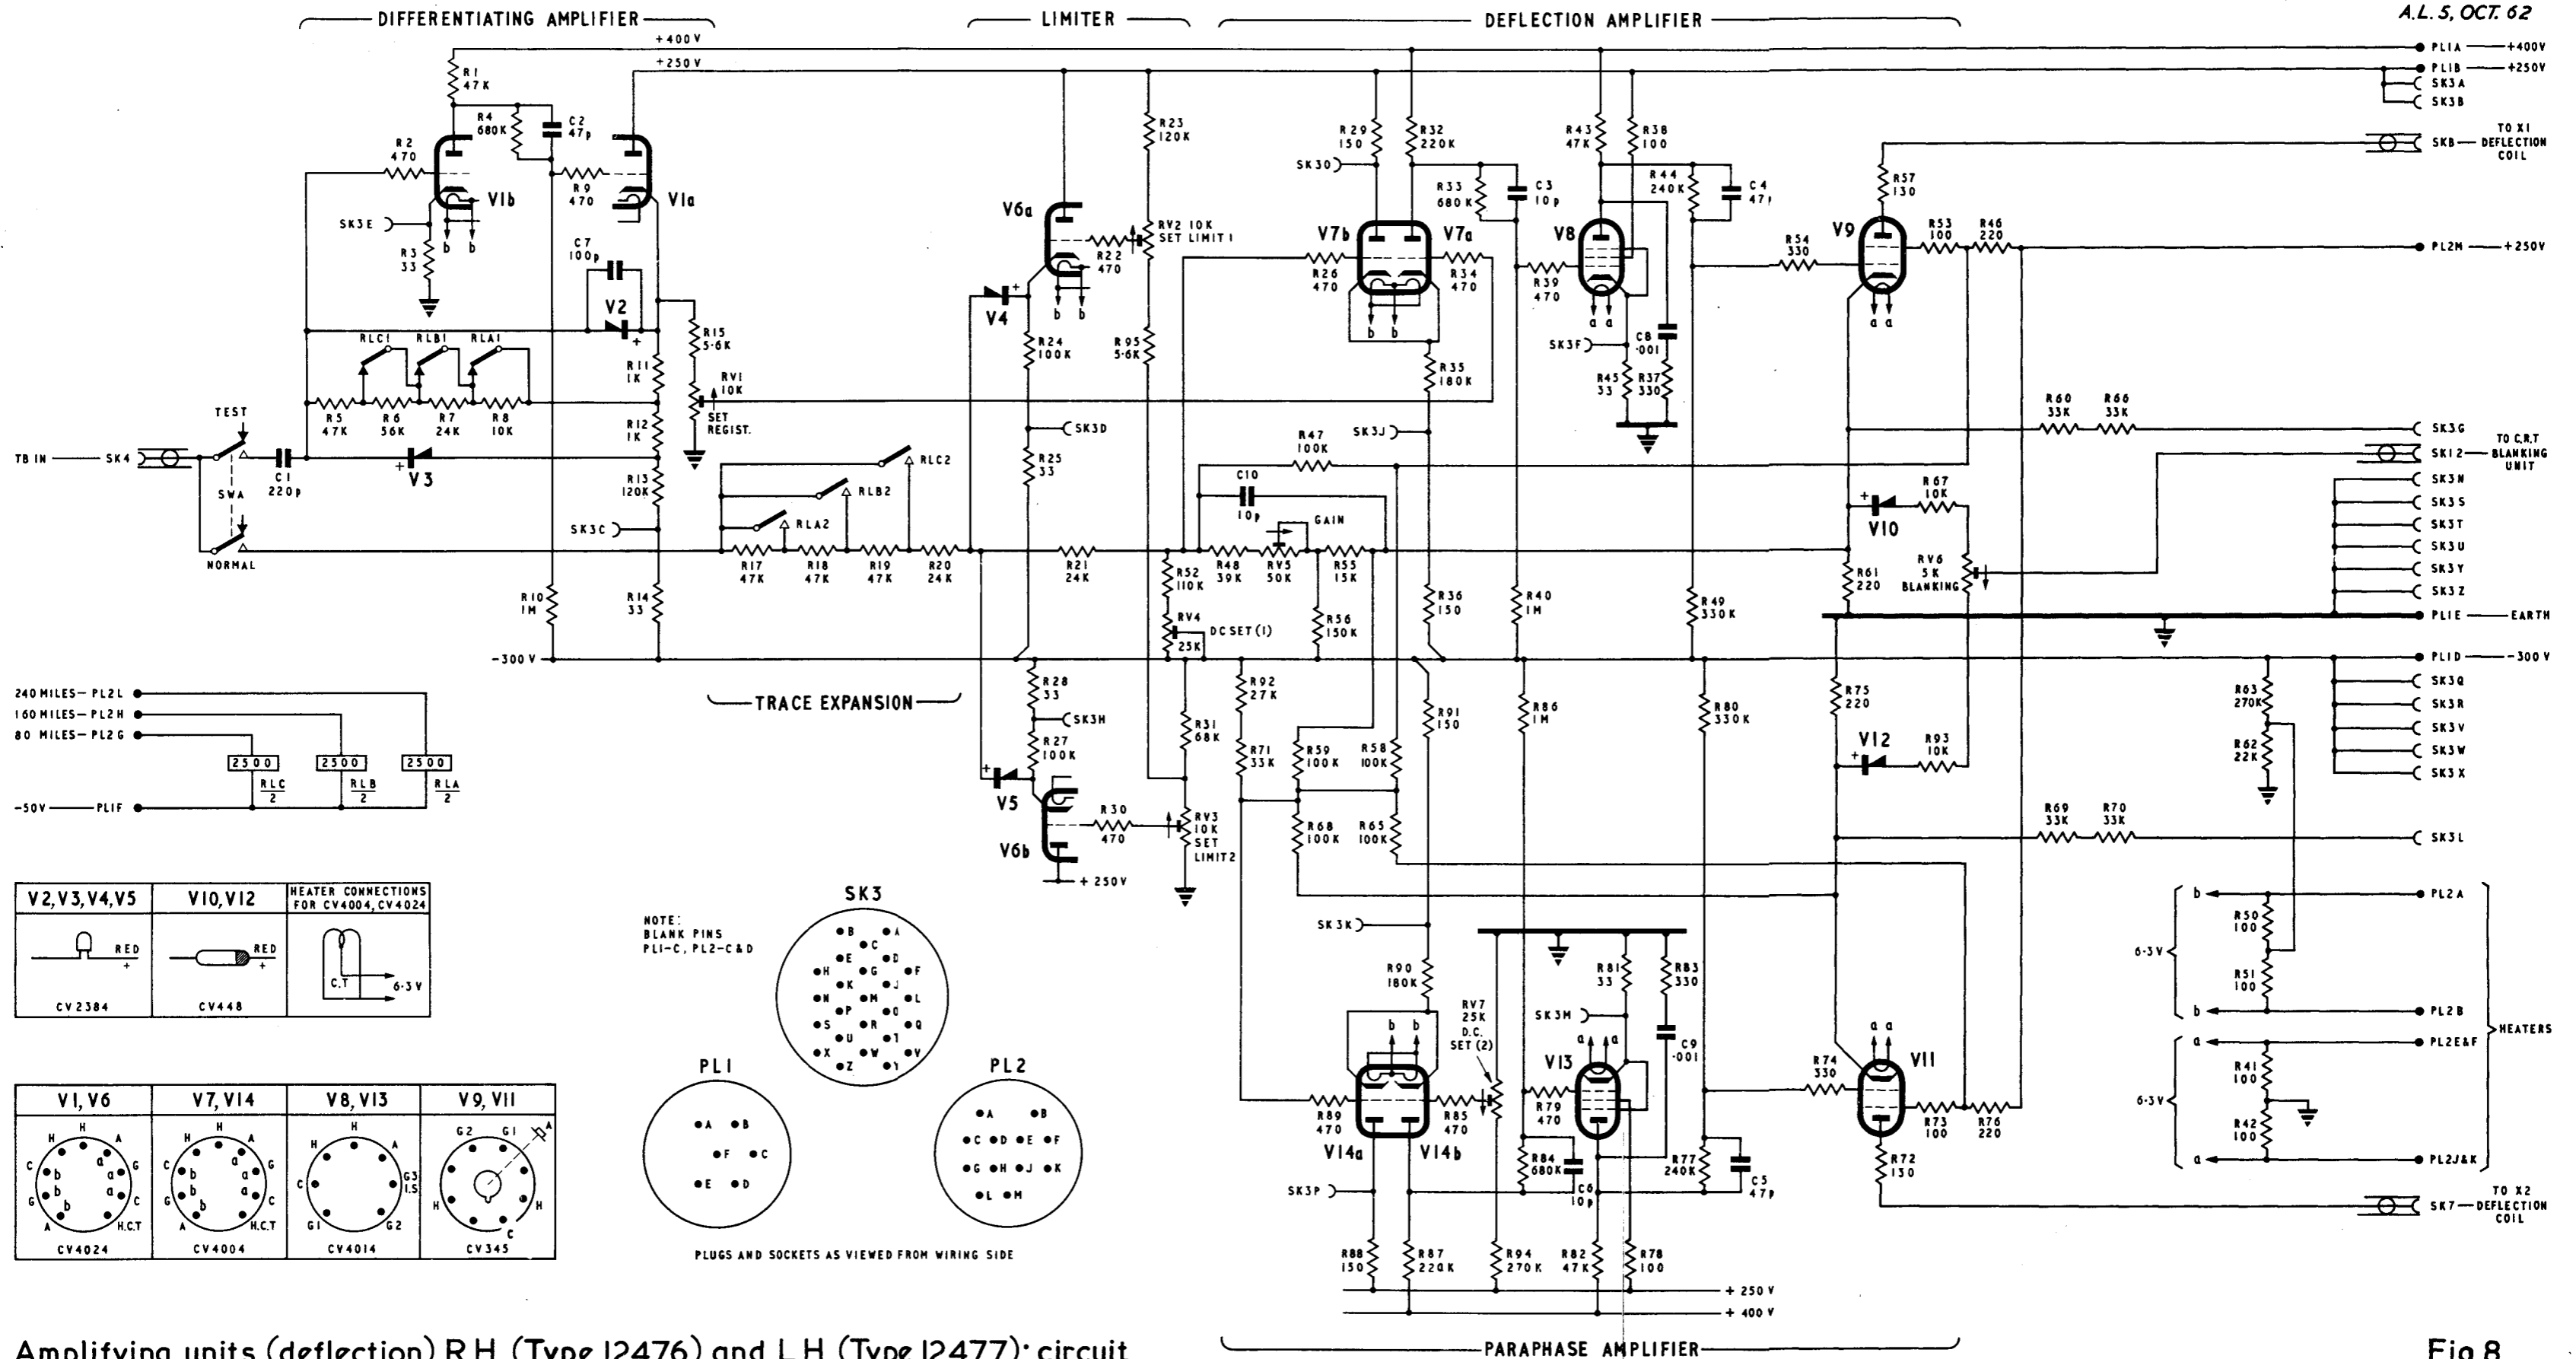 A.L. 5, OCT. 62
DIFFERENTIATING AMPLIFIER
LIMITER
DEFLECTION AMPLIFIER
+400 V
+250 V
PL1A +400V
PL1B +250V
SK3A
SK3B
R1 47K
R4 680K
C2 47p
R2 470
R9 470
V1b
V1a
SK3E
R3 33
b b
C7 100p
V2
+
R15 5·6K
RV1 10K
SET REGIST.
R11 1K
R12 1K
R13 120K
SK3C
R14 33
R10 1M
-300 V
RLC1 RLB1 RLA1
R5 47K
R6 56K
R7 24K
R8 10K
TEST
TB IN SK4
SWA
NORMAL
C1 220p
+ V3
RLC2
RLB2
RLA2
R17 47K
R18 47K
R19 47K
R20 24K
TRACE EXPANSION
V6a
R22 470
RV2 10K SET LIMIT 1
R23 120K
R95 5·6K
b b
V4 +
R24 100K
SK3D
R25 33
R21 24K
R28 33
SK3H
R27 100K
+ V5
V6b
R30 470
+250V
R31 68K
RV3 10K SET LIMIT2
R52 110K
RV4 25K
DC SET (1)
R29 150
R32 220K
SK3O
R33 680K
C3 10p
V7b V7a
R26 470
R34 470
b b
R35 180K
SK3J
R36 150
R47 100K
C10 10p
GAIN
R48 39K
RV5 50K
R55 15K
R56 150K
R43 47K
R38 100
R44 240K
C4
V8
R39 470
a a
SK3F
C8 ·001
R45 33
R37 330
R40 1M
R49 330K
R57 130
V9
R54 330
R53 100
R46 220
a a
SKB TO X1 DEFLECTION COIL
PL2M +250V
R60 33K
R66 33K
SK3G
SK12 TO C.R.T BLANKING UNIT
SK3N
SK3S
SK3T
SK3U
SK3Y
SK3Z
+ V10
R67 10K
RV6 5K BLANKING
R61 220
PL1E EARTH
PL1D -300V
SK3Q
SK3R
SK3V
SK3W
SK3X
R63 270K
R62 22K
R75 220
+ V12
R93 10K
R69 33K
R70 33K
SK3L
240 MILES PL2L
160 MILES PL2H
80 MILES PL2G
2500 2500 2500
RLC/2 RLB/2 RLA/2
-50V PL1F
R92 27K
R71 33K
R59 100K
R58 100K
R68 100K
R65 100K
R91 150
SK3K
R90 180K
R86 1M
R80 330K
R81 33
R83 330
SK3M
C9 ·001
V13
a a
RV7 25K D.C. SET (2)
b b
V14a V14b
R89 470
R85 470
R79 470
R84 680K
C6 10p
R77 240K
C5 47p
SK3P
R88 150
R87 220K
R94 270K
R82 47K
R78 100
+ 250 V
+ 400 V
R74 330
V11
a a
R73 100
R76 220
R72 130
b PL2A
R50 100
6·3V
R51 100
b PL2B
HEATERS
a PL2E&F
R41 100
6·3V
R42 100
a PL2J&K
SK7 TO X2 DEFLECTION COIL
V2,V3,V4,V5
V10,V12
HEATER CONNECTIONS FOR CV4004,CV4024
RED +
RED +
C.T
6·3 V
CV2384
CV448
V1, V6
V7, V14
V8, V13
V9, V11
H H A G C H.C.T A G C
b b b a a a
H H A G C H.C.T A G C
b b b a a a
H H A G3 I.S G2 G1 C
G2 G1 A H C H
CV4024
CV4004
CV4014
CV345
NOTE:
BLANK PINS
PL1-C, PL2-C&D
SK3
B A
C
E D
H G F
K J
N M L
P O
S R Q
U T
X W V
Z Y
PL1
A B
F C
E D
PL2
A B
C D E F
G H J K
L M
PLUGS AND SOCKETS AS VIEWED FROM WIRING SIDE
PARAPHASE AMPLIFIER
Amplifying units (deflection) R.H. (Type 12476) and L.H. (Type 12477): circuit
Fig. 8